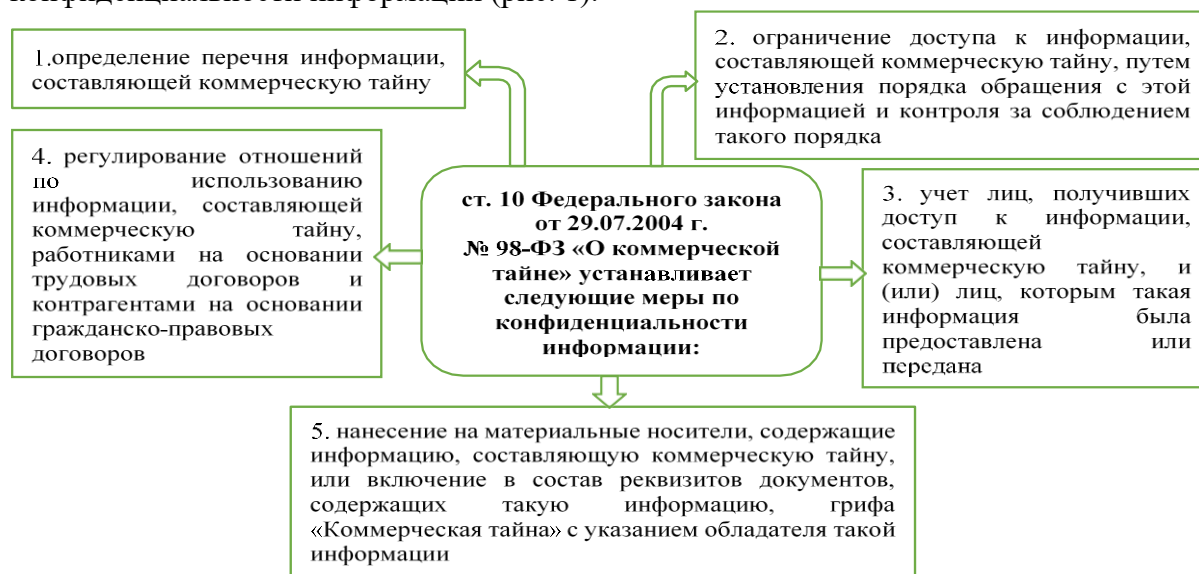 1.определение перечня информации,
составляющей коммерческую тайну
2. ограничение доступа к информации,
составляющей коммерческую тайну, путем
установления порядка обращения с этой
информацией и контроля за соблюдением
такого порядка
4. регулирование отношений
по использованию
информации, составляющей
коммерческую тайну,
работниками на основании
трудовых договоров и
контрагентами на основании
гражданско-правовых
договоров
ст. 10 Федерального закона
от 29.07.2004 г.
№ 98-ФЗ «О коммерческой
тайне» устанавливает
следующие меры по
конфиденциальности
информации:
3. учет лиц, получивших
доступ к информации,
составляющей
коммерческую тайну, и
(или) лиц, которым такая
информация была
предоставлена или
передана
5. нанесение на материальные носители, содержащие
информацию, составляющую коммерческую тайну,
или включение в состав реквизитов документов,
содержащих такую информацию, грифа
«Коммерческая тайна» с указанием обладателя такой
информации